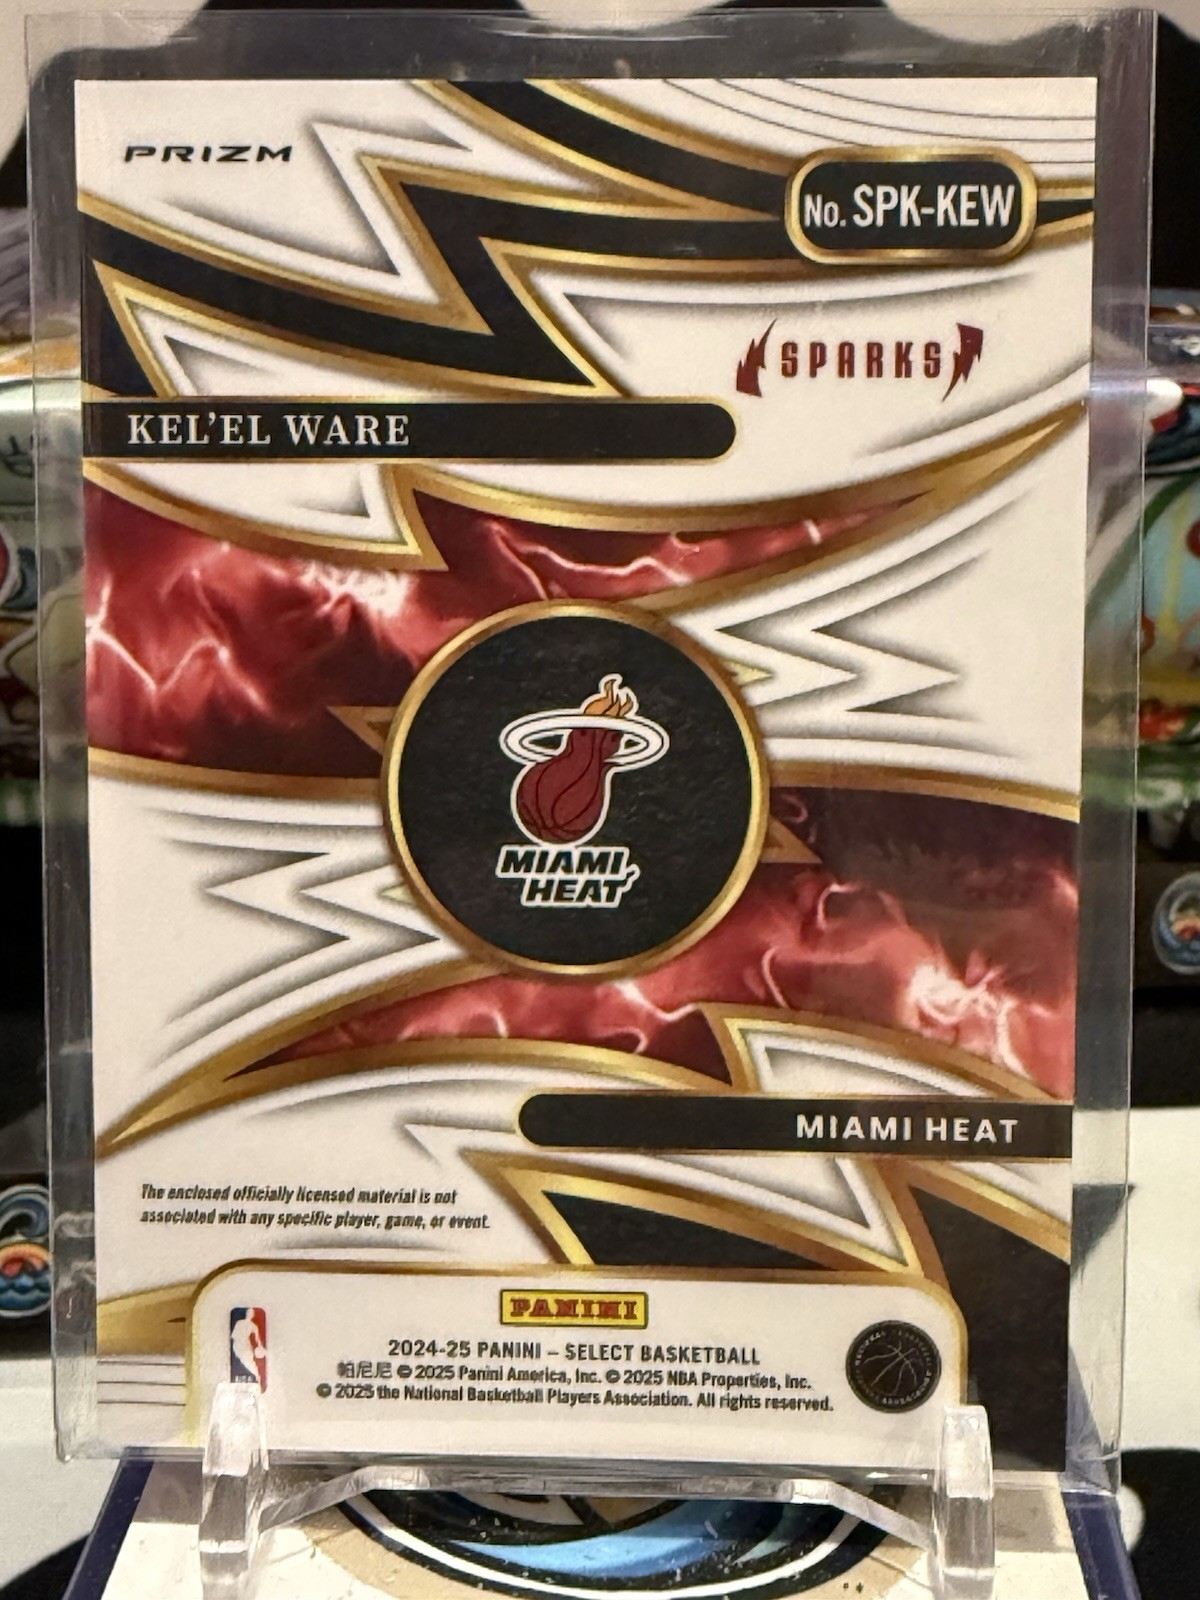 PRIZM
No. SPK-KEW
SPARKS
KEL'EL WARE
MIAMI
HEAT
MIAMI HEAT
The enclosed officially licensed material is not
associated with any specific player, game, or event.
PANINI
2024-25 PANINI – SELECT BASKETBALL
帕尼尼 © 2025 Panini America, Inc. © 2025 NBA Properties, Inc.
© 2025 the National Basketball Players Association. All rights reserved.